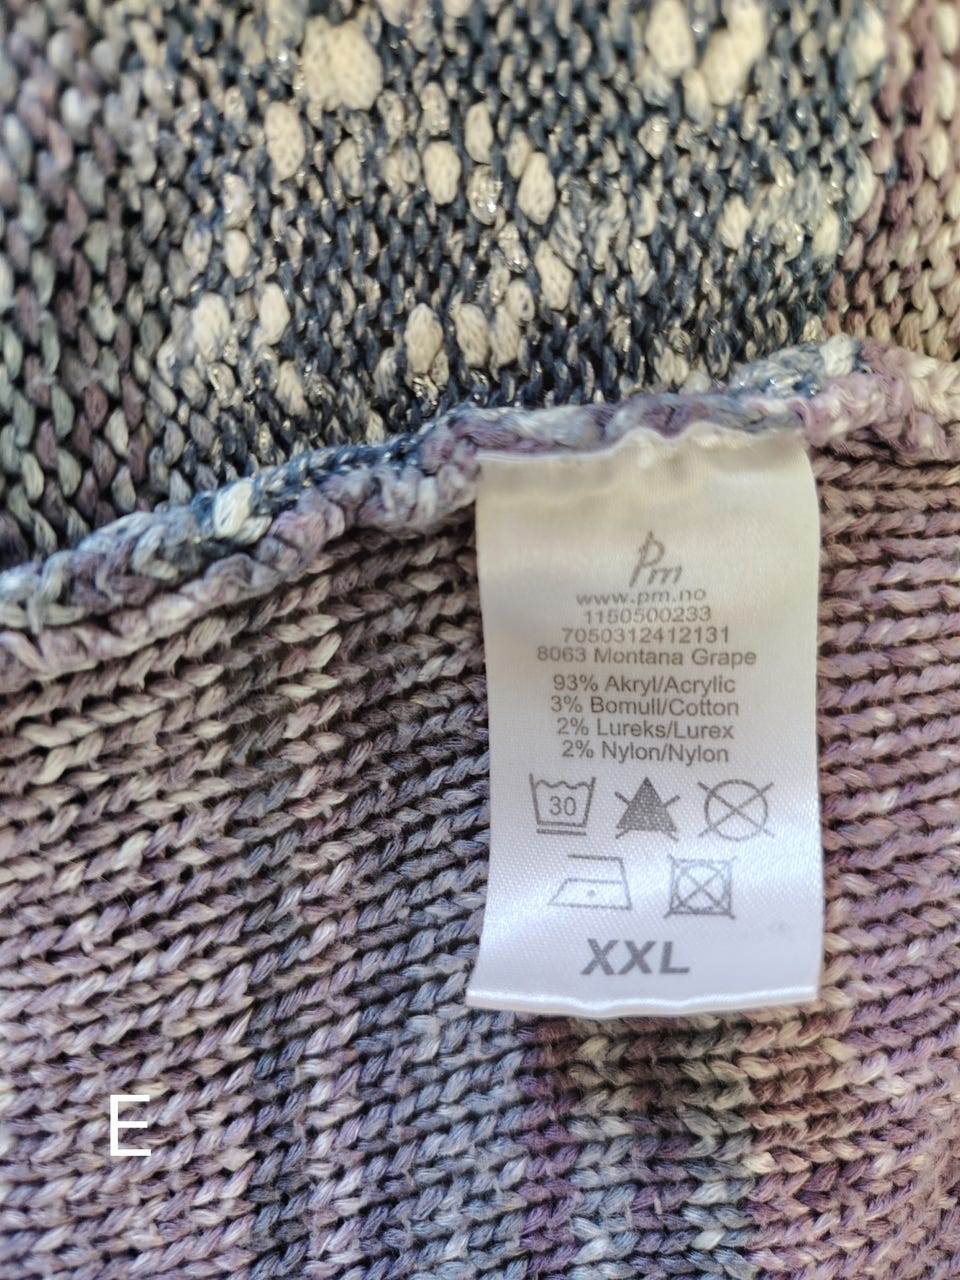 Pm
www.pm.no
1150500233
7050312412131
8063 Montana Grape
93% Akryl/Acrylic
3% Bomull/Cotton
2% Lureks/Lurex
2% Nylon/Nylon
30
XXL
E